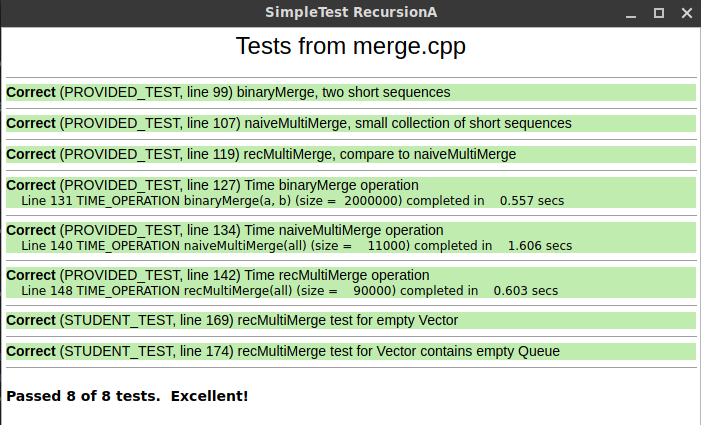 SimpleTest RecursionA
Tests from merge.cpp
Correct (PROVIDED_TEST, line 99) binaryMerge, two short sequences
Correct (PROVIDED_TEST, line 107) naiveMultiMerge, small collection of short sequences
Correct (PROVIDED_TEST, line 119) recMultiMerge, compare to naiveMultiMerge
Correct (PROVIDED_TEST, line 127) Time binaryMerge operation
Line 131 TIME_OPERATION binaryMerge(a, b) (size =  2000000) completed in    0.557 secs
Correct (PROVIDED_TEST, line 134) Time naiveMultiMerge operation
Line 140 TIME_OPERATION naiveMultiMerge(all) (size =    11000) completed in    1.606 secs
Correct (PROVIDED_TEST, line 142) Time recMultiMerge operation
Line 148 TIME_OPERATION recMultiMerge(all) (size =    90000) completed in    0.603 secs
Correct (STUDENT_TEST, line 169) recMultiMerge test for empty Vector
Correct (STUDENT_TEST, line 174) recMultiMerge test for Vector contains empty Queue
Passed 8 of 8 tests.  Excellent!